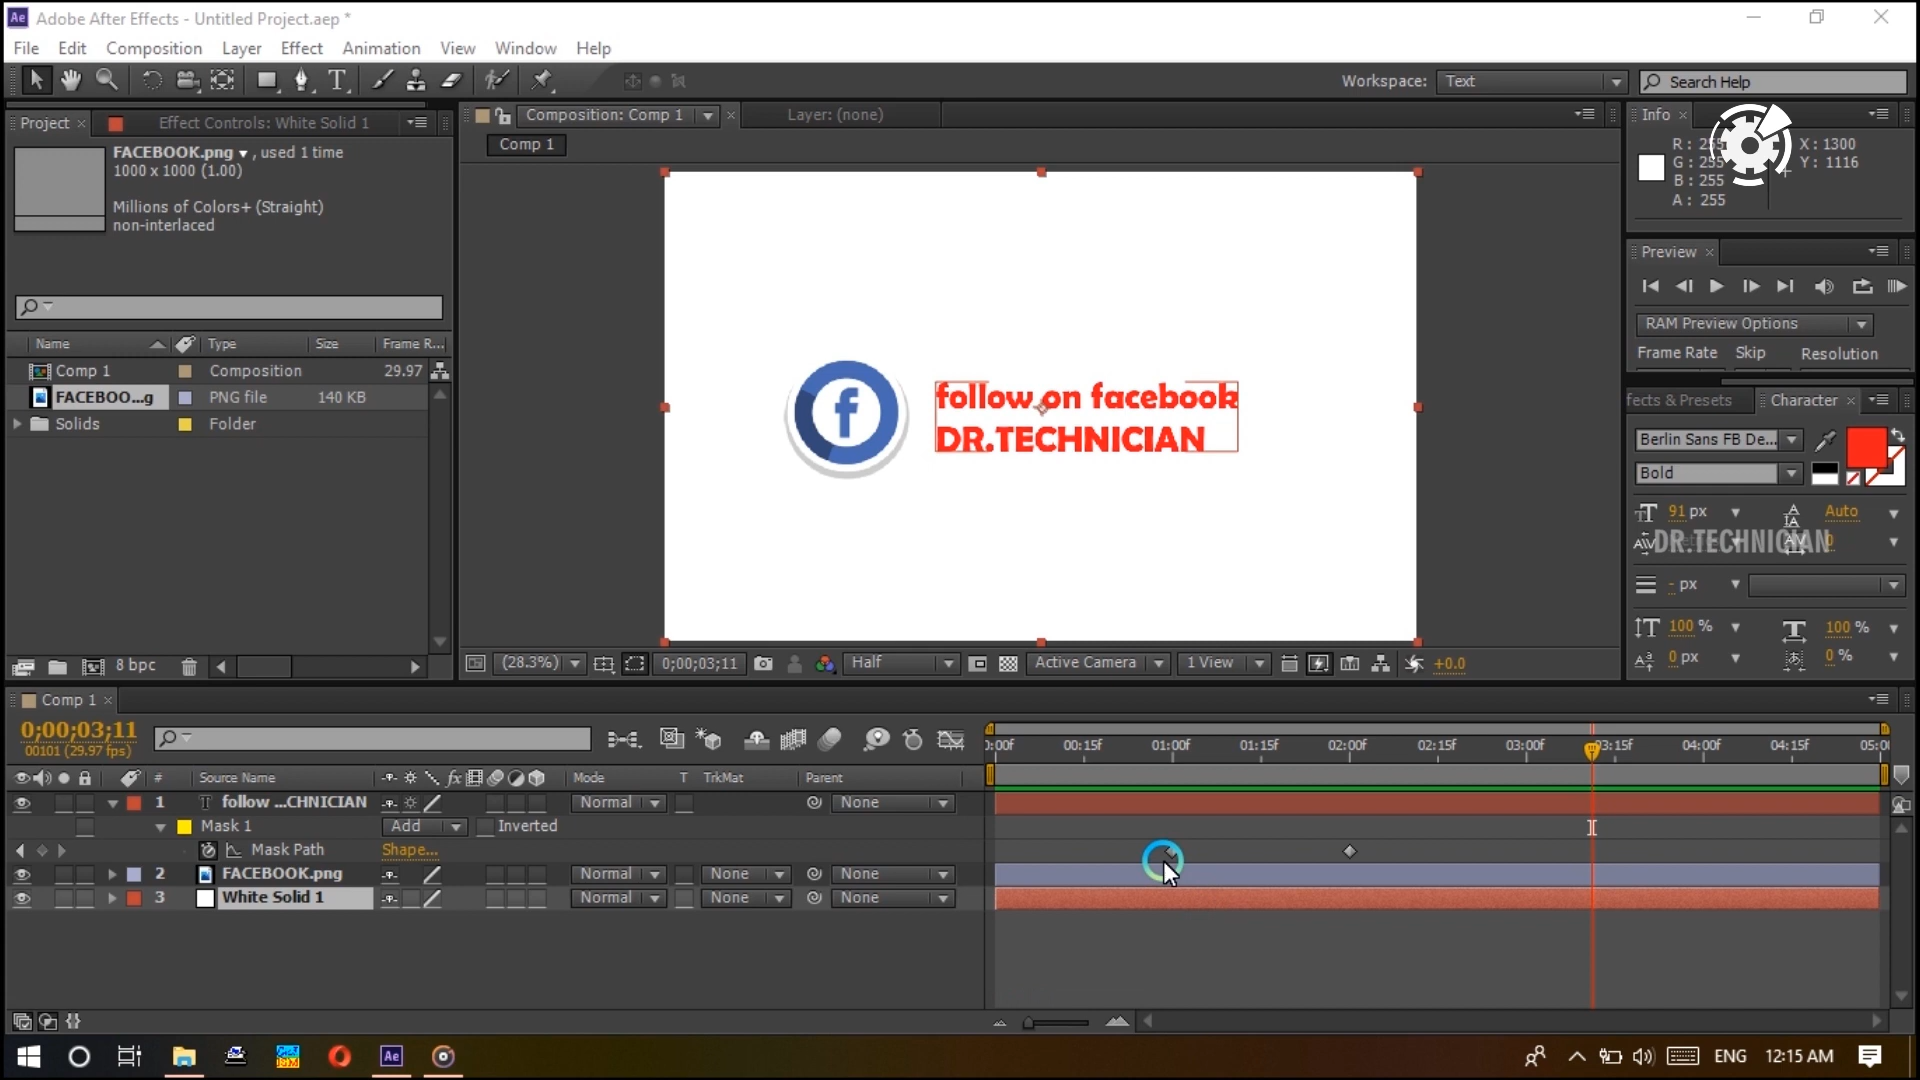 Ae Adobe After Effects - Untitled Project.aep *
File Edit Composition Layer Effect Animation View Window Help
Workspace: Text Search Help
Project Effect Controls: White Solid 1
FACEBOOK.png , used 1 time
1000 x 1000 (1.00)
Millions of Colors+ (Straight)
non-interlaced
Name Type Size Frame R...
Comp 1 Composition 29.97
FACEBOO...g PNG file 140 KB
Solids Folder
8 bpc
Composition: Comp 1 Layer: (none)
Comp 1
follow on facebook
DR.TECHNICIAN
(28.3%) 0;00;03;11 Half Active Camera 1 View +0.0
Info
R : 255 X : 1300
G : 255 Y : 1116
B : 255
A : 255
Preview
RAM Preview Options
Frame Rate Skip Resolution
fects & Presets Character
Berlin Sans FB De...
Bold
91 px Auto
DR.TECHNICIAN 0
- px
100 % 100 %
0 px 0 %
Comp 1
0;00;03;11
00101 (29.97 fps)
:00f 00:15f 01:00f 01:15f 02:00f 02:15f 03:00f 03:15f 04:00f 04:15f 05:00
# Source Name fx Mode T TrkMat Parent
1 T follow ...CHNICIAN Normal None
Mask 1 Add Inverted
Mask Path Shape...
2 FACEBOOK.png Normal None None
3 White Solid 1 Normal None None
Ae ENG 12:15 AM